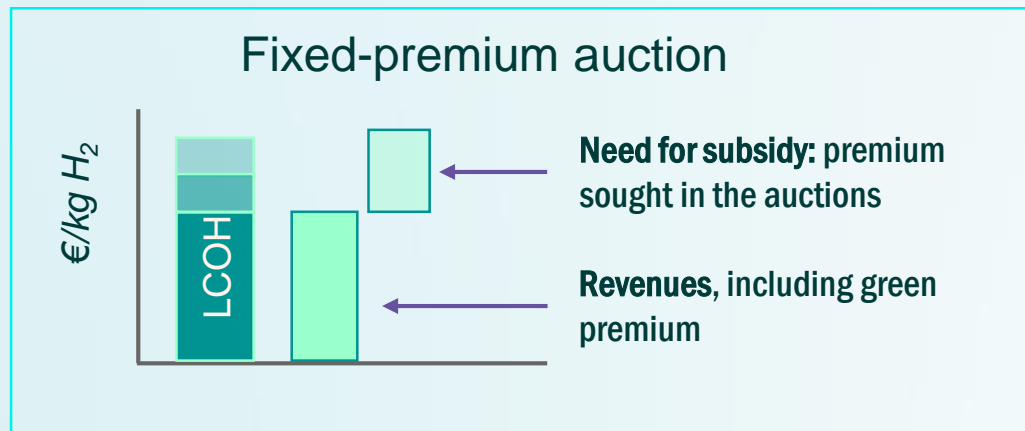 Fixed-premium auction
€/kg H₂
LCOH
Need for subsidy: premium
sought in the auctions
Revenues, including green
premium